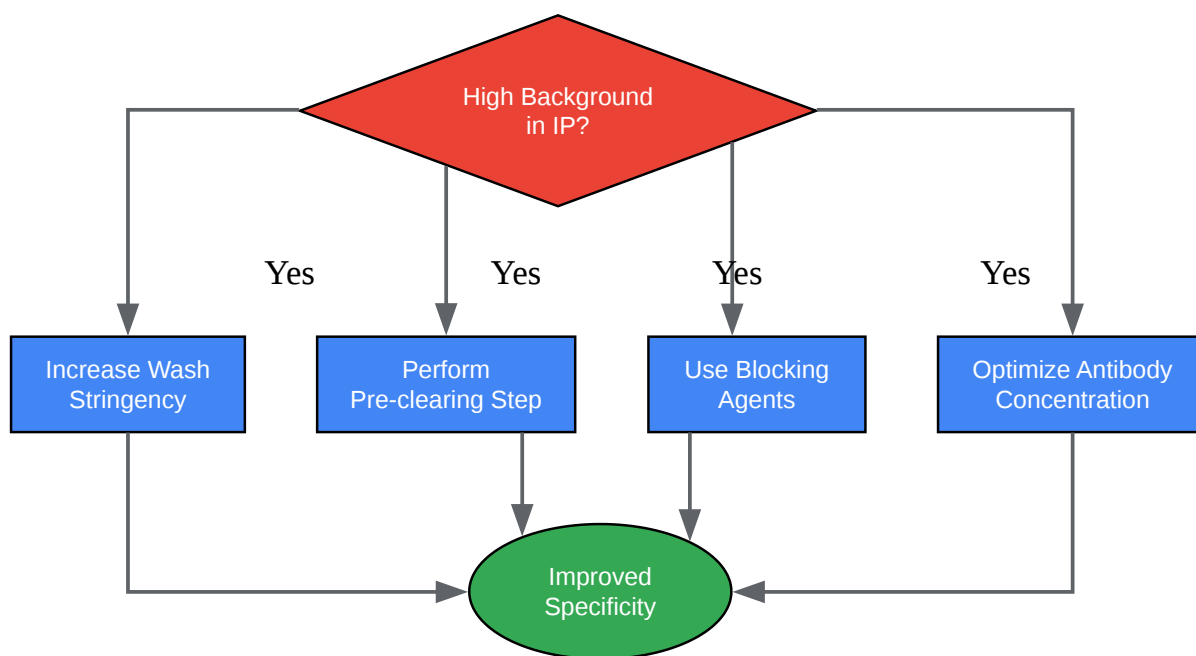 High Background
in IP?
Yes
Yes
Yes
Yes
Increase Wash
Stringency
Perform
Pre-clearing Step
Use Blocking
Agents
Optimize Antibody
Concentration
Improved
Specificity